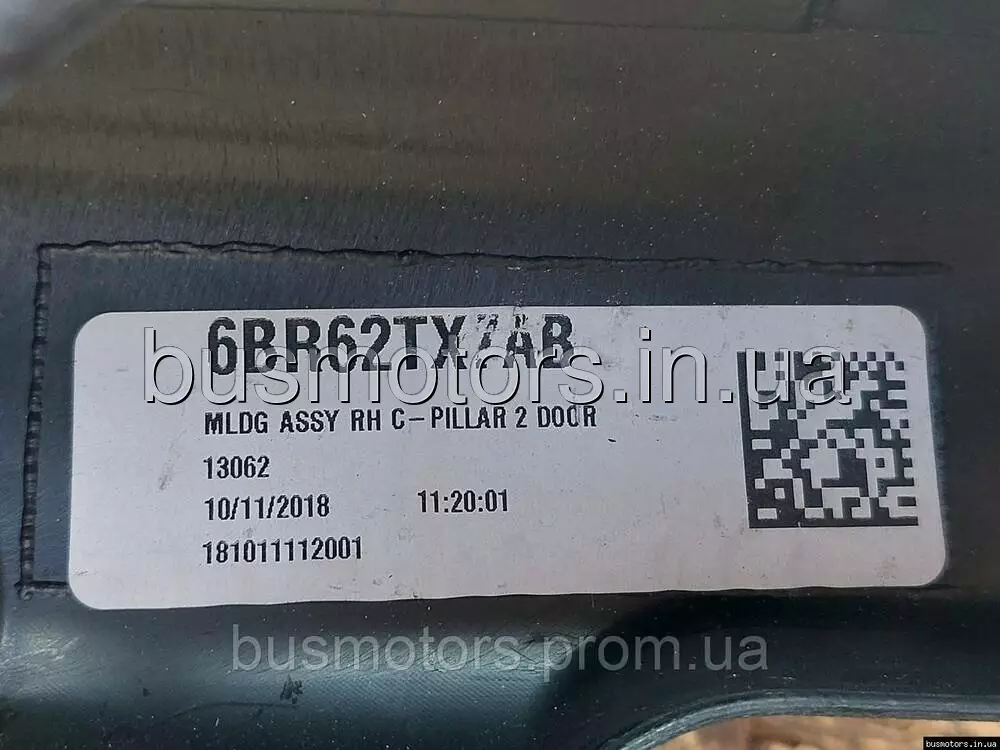 6BR62TX7AB
busmotors.in.ua
MLDG ASSY RH C-PILLAR 2 DOOR
13062
10/11/2018 11:20:01
181011112001
busmotors.prom.ua
busmotors.in.ua